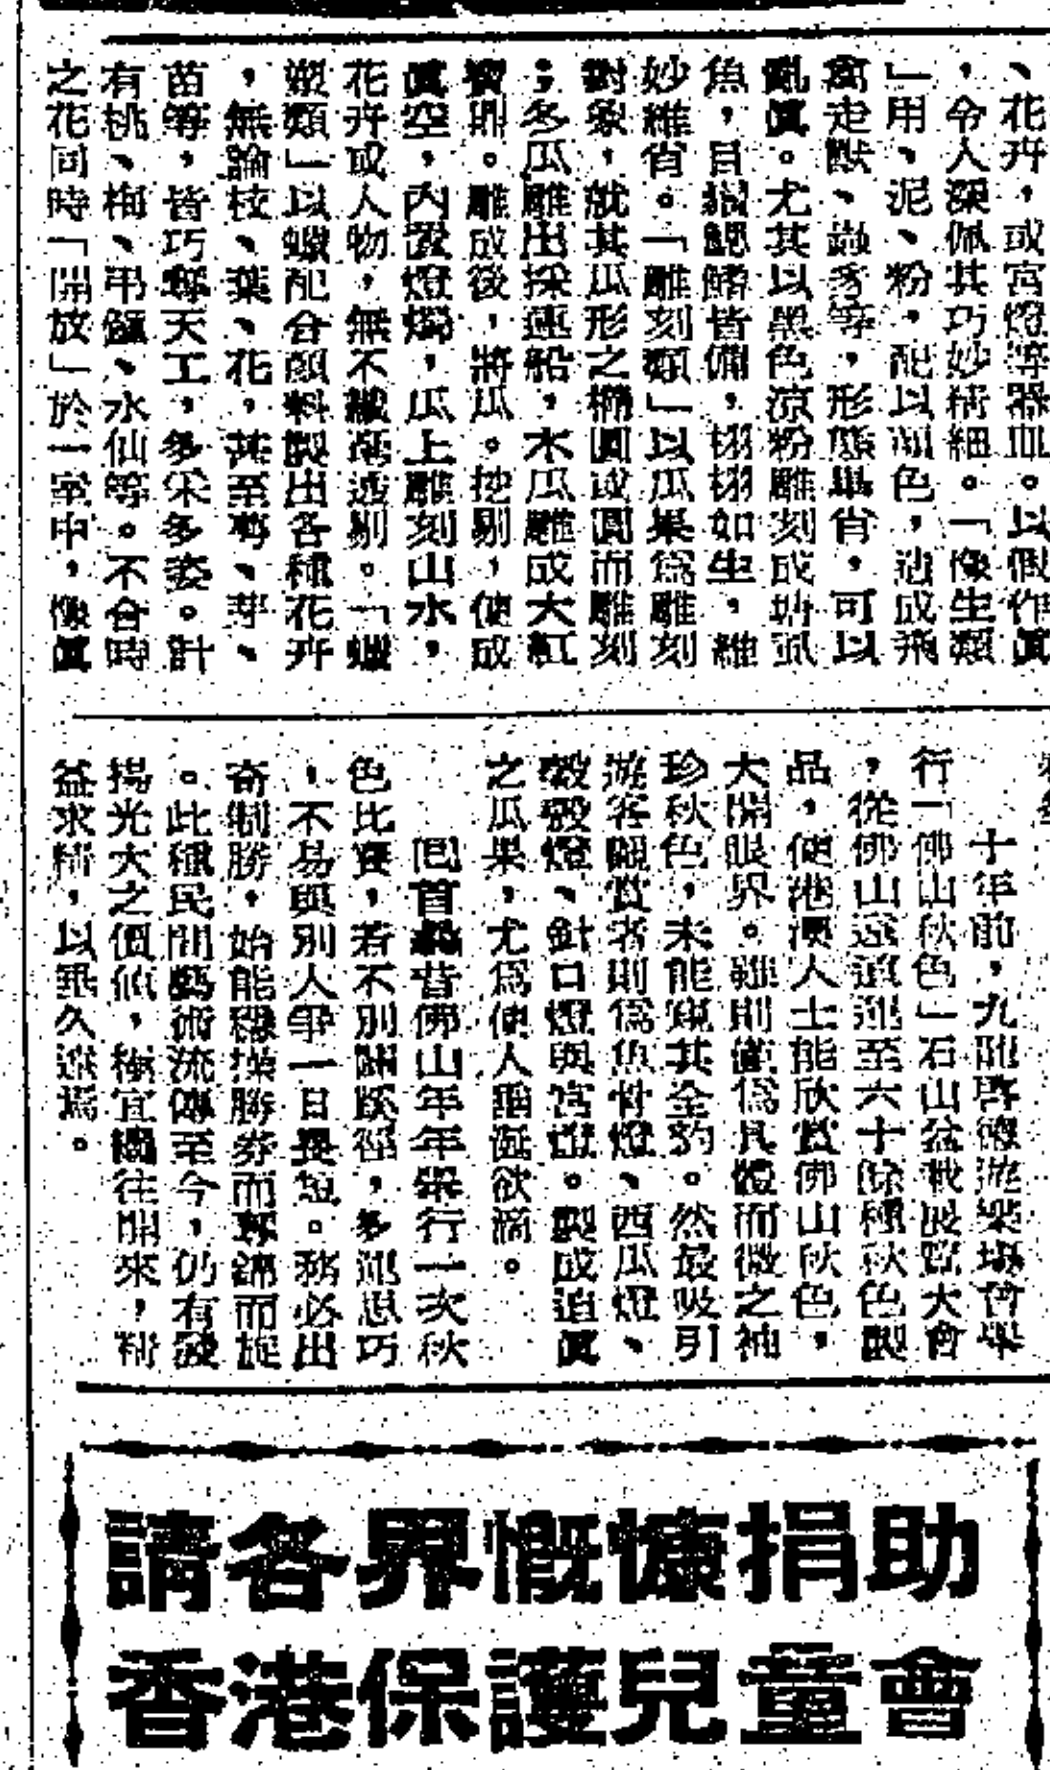 、花卉，或宮燈等器皿。以假作眞
，令人深佩其巧妙精細。「像生類
」用、泥、粉，配以顏色，造成飛
禽走獸、蟲豸等，形態畢肖，可以
亂眞。尤其以黑色凉粉雕刻成塘虱
魚，目鬚鰓鰭皆備，栩栩如生，維
妙維肖。「雕刻類」以瓜果爲雕刻
對象，就其瓜形之橢圓或圓而雕刻
；冬瓜雕出採蓮船，木瓜雕成大紅
寶鼎。雕成後，將瓜。挖剔，使成
眞空，內置燈燭，瓜上雕刻山水，
花卉或人物，無不纖毫透剔。「蠟
塑類」以蠟配合顏料製出各種花卉
，無論枝、葉、花，甚至萼、芽、
苗等，皆巧奪天工，多采多姿。計
有桃、梅、吊鐘、水仙等。不合時
之花同時「開放」於一室中，像眞
十年前，九龍啓德遊樂場曾舉
行「佛山秋色」石山盆栽展覽大會
，從佛山遠道運至六十餘種秋色製
品，使港澳人士能欣賞佛山秋色，
大開眼界。雖則僅爲具體而微之袖
珍秋色，未能窺其全豹。然最吸引
遊客觀賞者則爲魚骨燈、西瓜燈、
穀殼燈、針口燈與宮燈。製成迫眞
之瓜果，尤爲使人垂涎欲滴。
回首昔佛山年年舉行一次秋
色比賽，若不別闢蹊徑，多運思巧
，不易與別人爭一日長短。務必出
奇制勝，始能穩操勝券而奪錦而旋
。此種民間藝術流傳至今，仍有發
揚光大之價值，極宜繼往開來，精
益求精，以垂久遠焉。
請各界慨慷捐助
香港保護兒童會